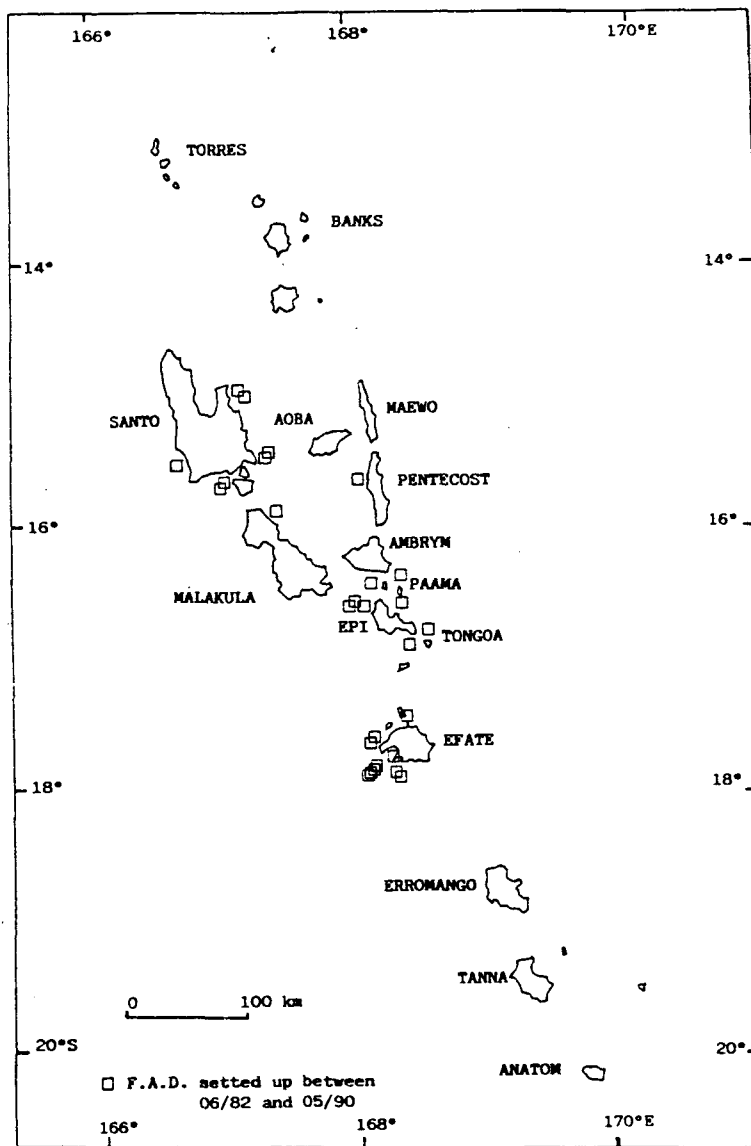 166° 168° 170°E
TORRES
BANKS
14° 14°
SANTO AOBA MAEWO
PENTECOST
16° 16°
AMBRYM
MALAKULA PAAMA
EPI TONGOA
EFATE
18° 18°
ERROMANGO
TANNA
0 100 km
20°S 20°
ANATOM
F.A.D. setted up between
06/82 and 05/90
166° 168° 170°E